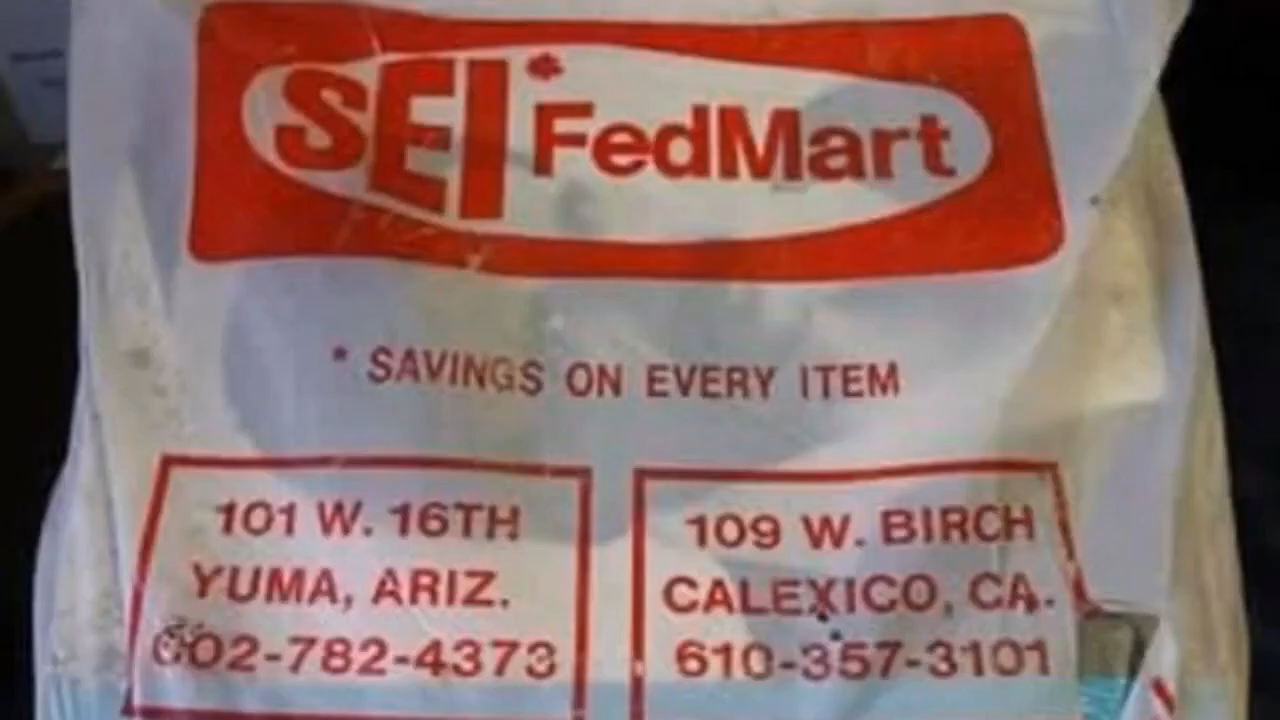 SEI* FedMart
* SAVINGS ON EVERY ITEM
101 W. 16TH
YUMA, ARIZ.
602-782-4373
109 W. BIRCH
CALEXICO, CA.
610-357-3101